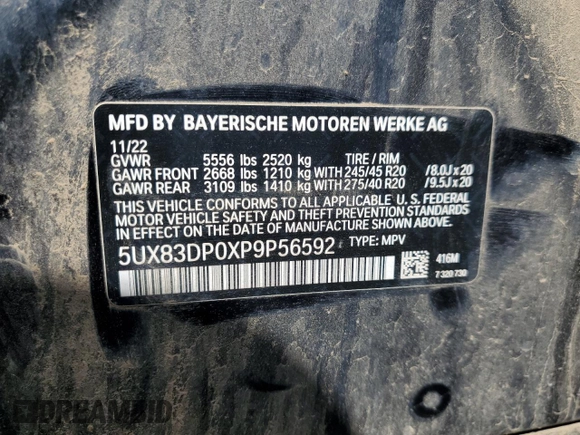 MFD BY BAYERISCHE MOTOREN WERKE AG
11/22
GVWR 5556 lbs 2520 kg TIRE / RIM
GAWR FRONT 2668 lbs 1210 kg WITH 245/45 R20 /8.0J x 20
GAWR REAR 3109 lbs 1410 kg WITH 275/40 R20 /9.5J x 20
THIS VEHICLE CONFORMS TO ALL APPLICABLE U. S. FEDERAL
MOTOR VEHICLE SAFETY AND THEFT PREVENTION STANDARDS
IN EFFECT ON THE DATE OF MANUFACTURE SHOWN ABOVE.
5UX83DP0XP9P56592 TYPE: MPV
416M
7 320 730
DREAMBID